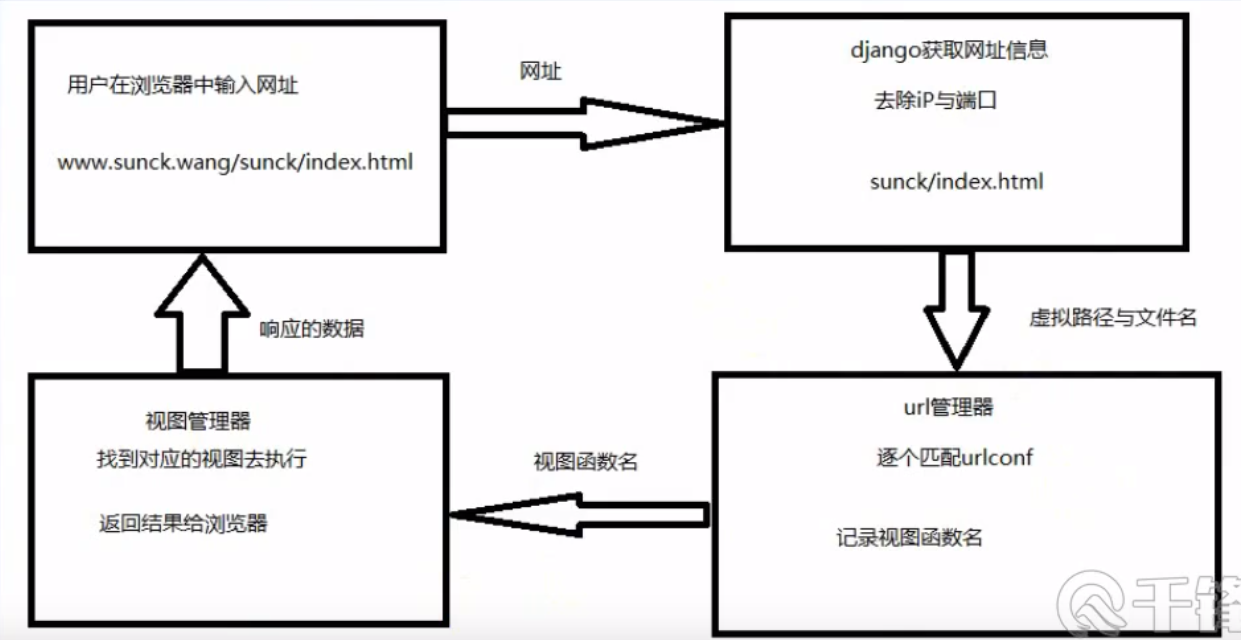 用户在浏览器中输入网址
www.sunck.wang/sunck/index.html
网址
django获取网址信息
去除iP与端口
sunck/index.html
虚拟路径与文件名
url管理器
逐个匹配urlconf
记录视图函数名
视图函数名
视图管理器
找到对应的视图去执行
返回结果给浏览器
响应的数据
千锋